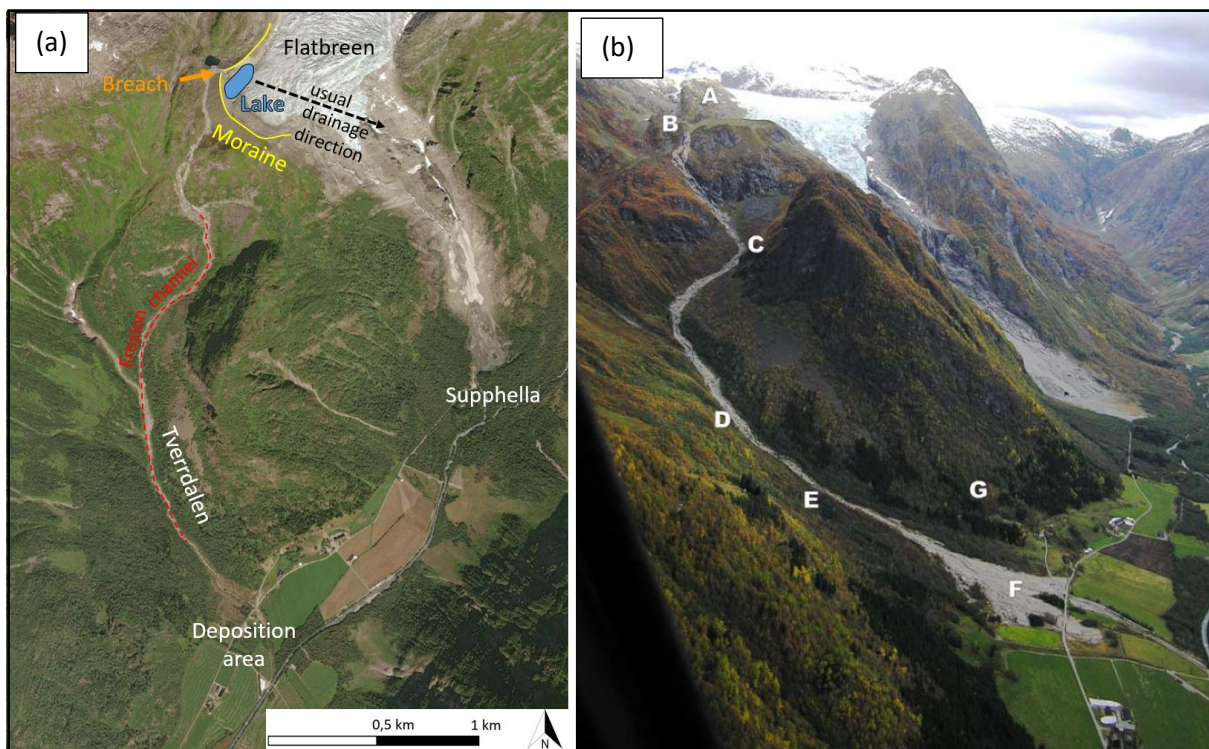 (a)
Flatbreen
Breach
Lake
usual
drainage
direction
Moraine
Erosion channel
Supphella
Tverrdalen
Deposition
area
0,5 km
1 km
N
(b)
A
B
C
D
E
G
F